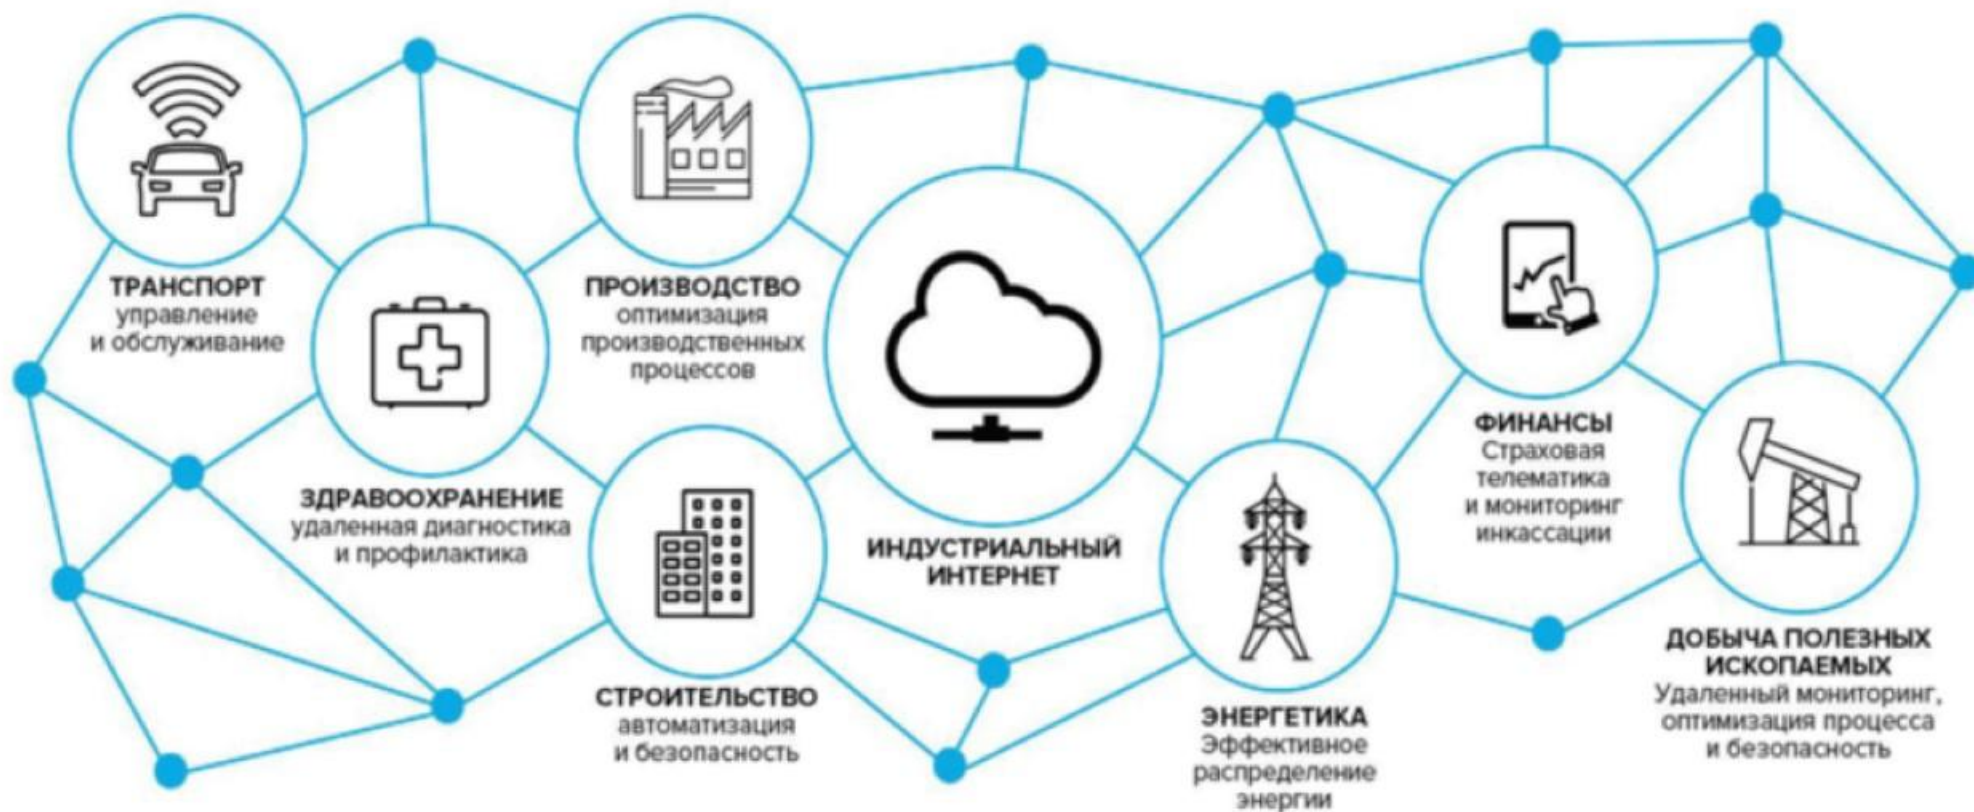 ТРАНСПОРТ
управление
и обслуживание
ЗДРАВООХРАНЕНИЕ
удаленная диагностика
и профилактика
ПРОИЗВОДСТВО
оптимизация
производственных
процессов
СТРОИТЕЛЬСТВО
автоматизация
и безопасность
ИНДУСТРИАЛЬНЫЙ
ИНТЕРНЕТ
ЭНЕРГЕТИКА
Эффективное
распределение
энергии
ФИНАНСЫ
Страховая
телематика
и мониторинг
инкассации
ДОБЫЧА ПОЛЕЗНЫХ
ИСКОПАЕМЫХ
Удаленный мониторинг,
оптимизация процесса
и безопасность